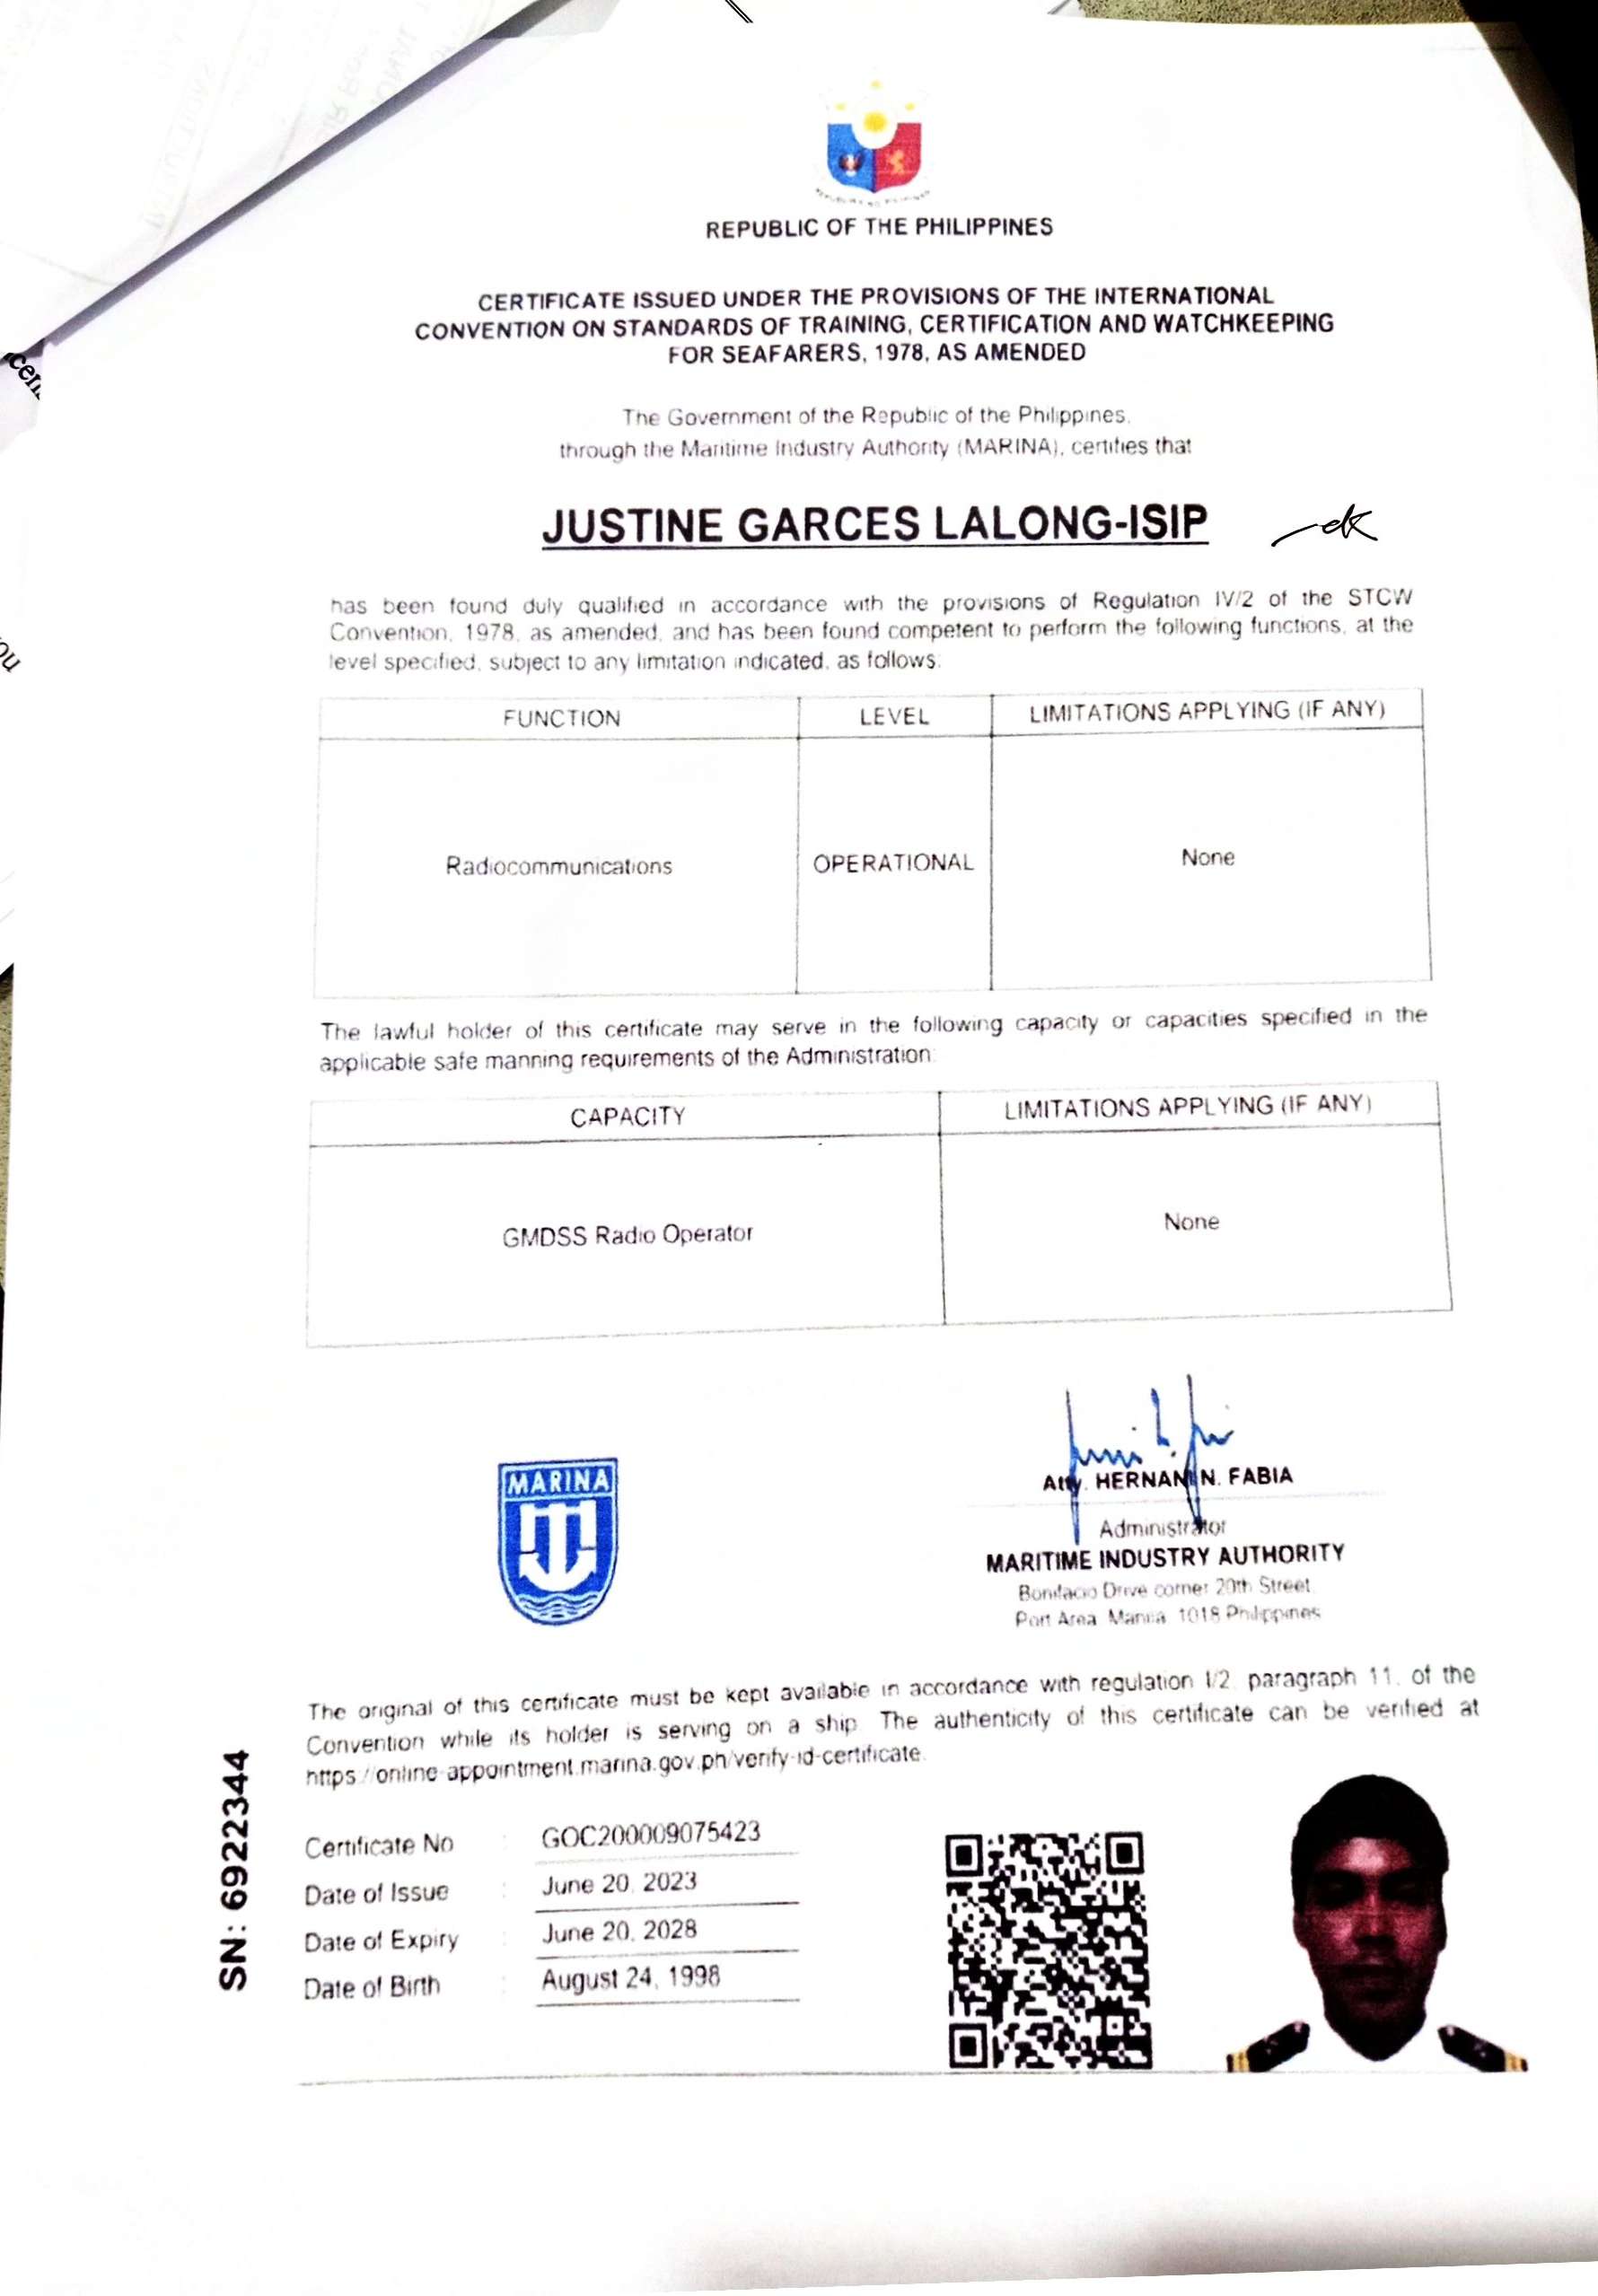 REPUBLIC OF THE PHILIPPINES
CERTIFICATE ISSUED UNDER THE PROVISIONS OF THE INTERNATIONAL
CONVENTION ON STANDARDS OF TRAINING, CERTIFICATION AND WATCHKEEPING
FOR SEAFARERS, 1978, AS AMENDED
The Government of the Republic of the Philippines,
through the Maritime Industry Authority (MARINA), certifies that
JUSTINE GARCES LALONG-ISIP
has been found duly qualified in accordance with the provisions of Regulation IV/2 of the STCW
Convention, 1978, as amended, and has been found competent to perform the following functions, at the
level specified, subject to any limitation indicated, as follows:
FUNCTION LEVEL LIMITATIONS APPLYING (IF ANY)
Radiocommunications OPERATIONAL None
The lawful holder of this certificate may serve in the following capacity or capacities specified in the
applicable safe manning requirements of the Administration:
CAPACITY LIMITATIONS APPLYING (IF ANY)
GMDSS Radio Operator None
MARINA
Atty. HERNANI N. FABIA
Administrator
MARITIME INDUSTRY AUTHORITY
Bonifacio Drive corner 20th Street
Port Area, Manila, 1018 Philippines
The original of this certificate must be kept available in accordance with regulation I/2, paragraph 11, of the
Convention while its holder is serving on a ship. The authenticity of this certificate can be verified at
https://online-appointment.marina.gov.ph/verify-id-certificate.
SN: 6922344
Certificate No : GOC200009075423
Date of Issue : June 20, 2023
Date of Expiry : June 20, 2028
Date of Birth : August 24, 1998